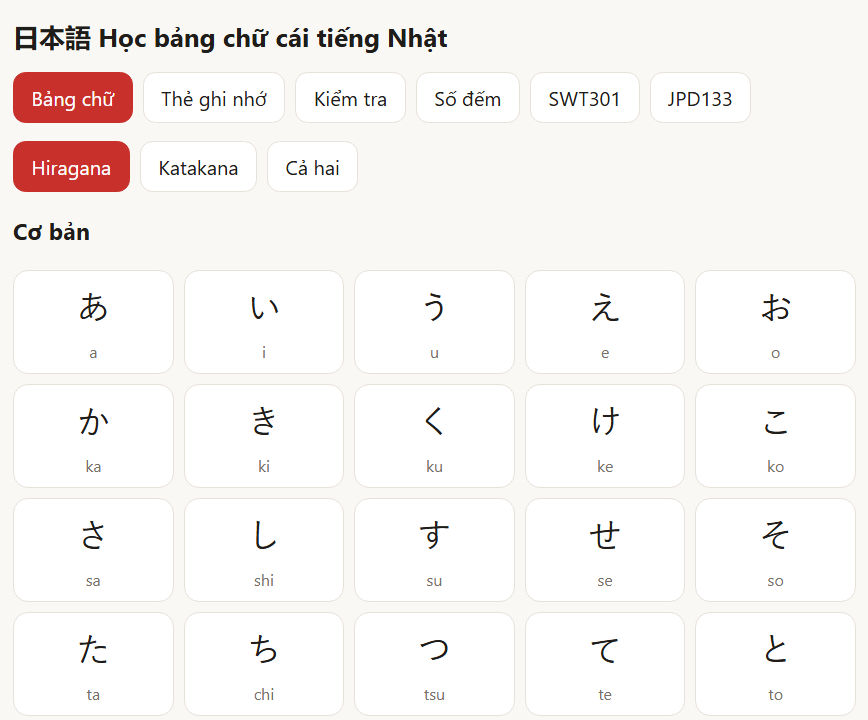 日本語 Học bảng chữ cái tiếng Nhật
Bảng chữ Thẻ ghi nhớ Kiểm tra Số đếm SWT301 JPD133
Hiragana Katakana Cả hai
Cơ bản
あ い う え お
a i u e o
か き く け こ
ka ki ku ke ko
さ し す せ そ
sa shi su se so
た ち つ て と
ta chi tsu te to